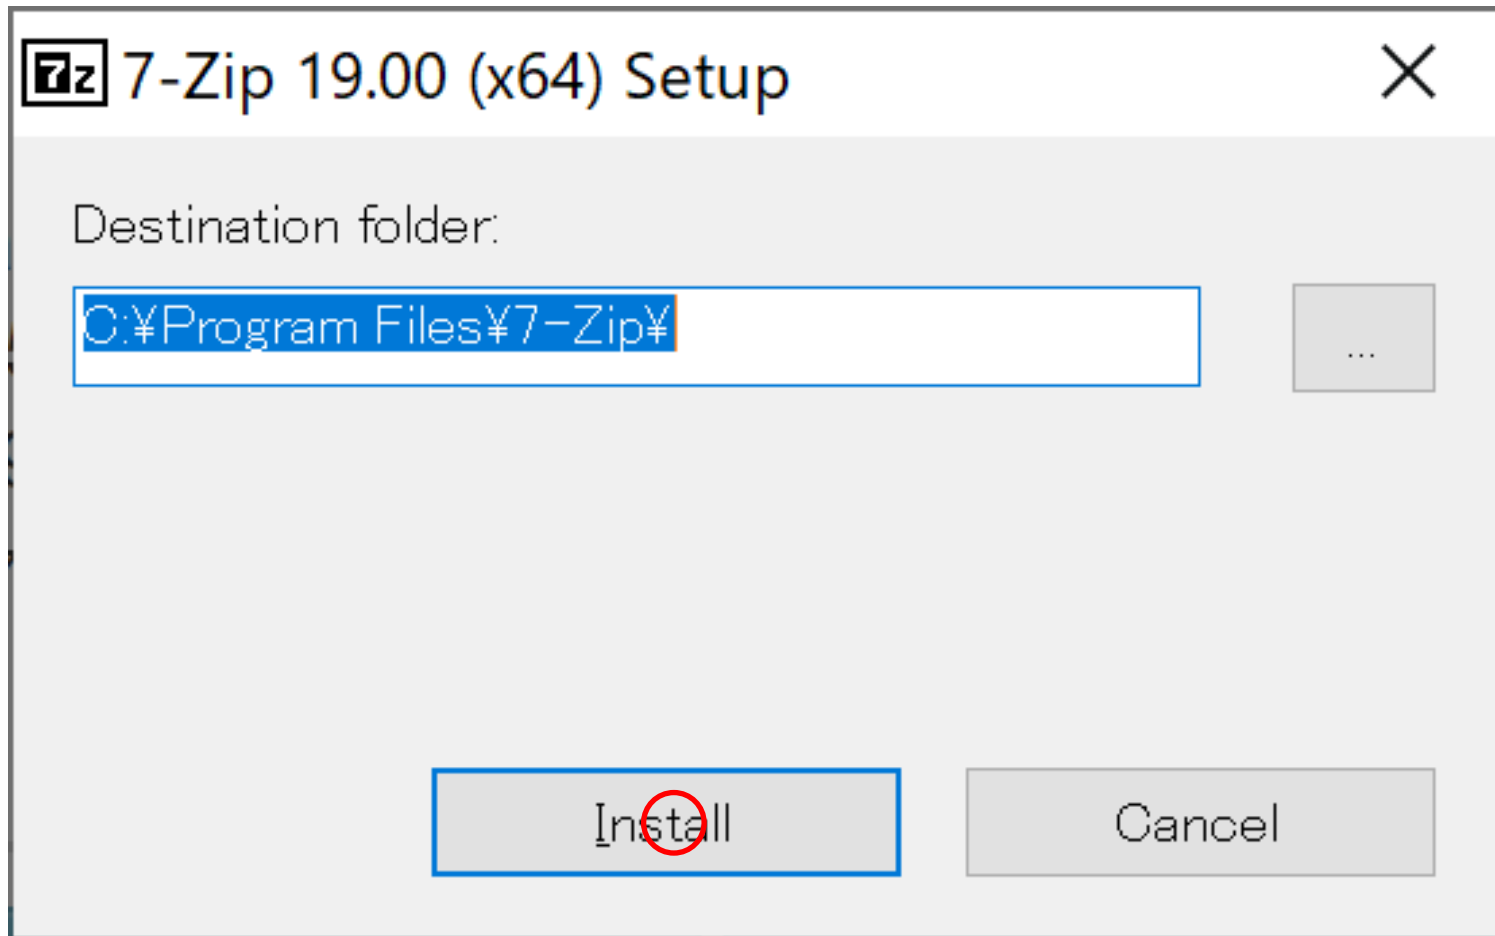 7z 7-Zip 19.00 (x64) Setup
Destination folder:
C:¥Program Files¥7-Zip¥
...
Install
Cancel